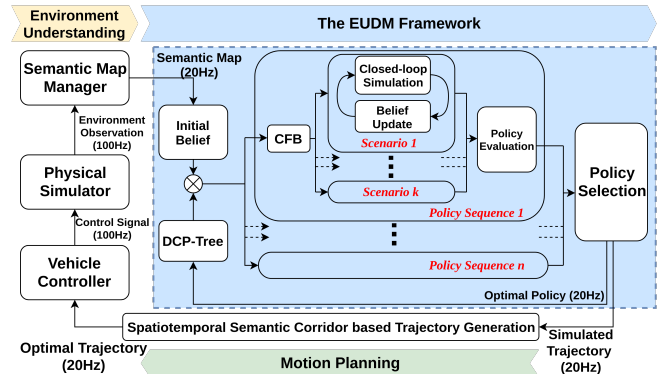 Environment
Understanding
The EUDM Framework
Semantic Map
Manager
Semantic Map
(20Hz)
Environment
Observation
(100Hz)
Physical
Simulator
Control Signal
(100Hz)
Vehicle
Controller
Initial
Belief
DCP-Tree
CFB
Closed-loop
Simulation
Belief
Update
Scenario 1
Scenario k
Policy
Evaluation
Policy Sequence 1
Policy Sequence n
Policy
Selection
Optimal Policy (20Hz)
Spatiotemporal Semantic Corridor based Trajectory Generation
Optimal Trajectory
(20Hz)
Simulated
Trajectory
(20Hz)
Motion Planning